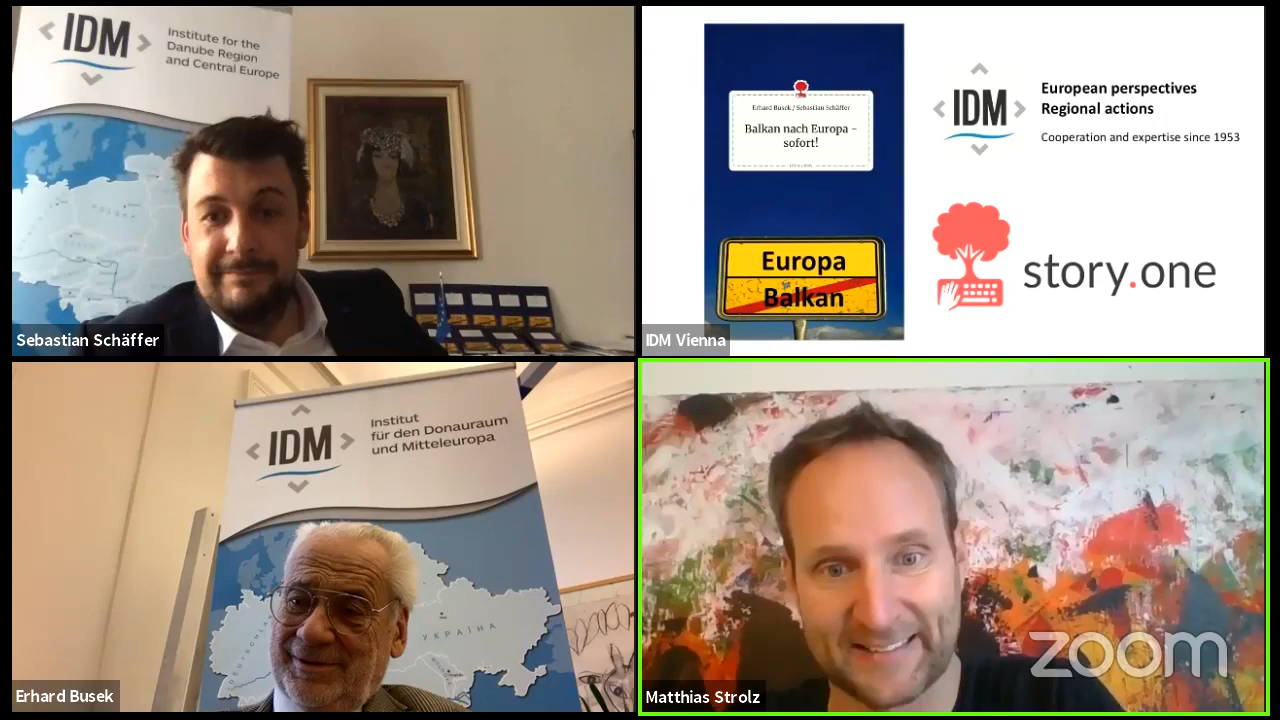 IDM
Institute for the
Danube Region
and Central Europe
POLSKA
Sebastian Schäffer
Erhard Busek / Sebastian Schäffer
Balkan nach Europa –
sofort!
Europa
Balkan
IDM
European perspectives
Regional actions
Cooperation and expertise since 1953
story.one
IDM Vienna
IDM
Institut
für den Donauraum
und Mitteleuropa
УКРАЇНА
Erhard Busek
Matthias Strolz
zoom